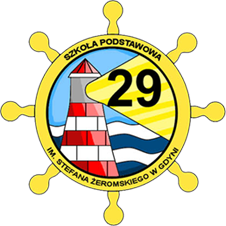 SZKOŁA PODSTAWOWA
29
IM. STEFANA ŻEROMSKIEGO W GDYNI